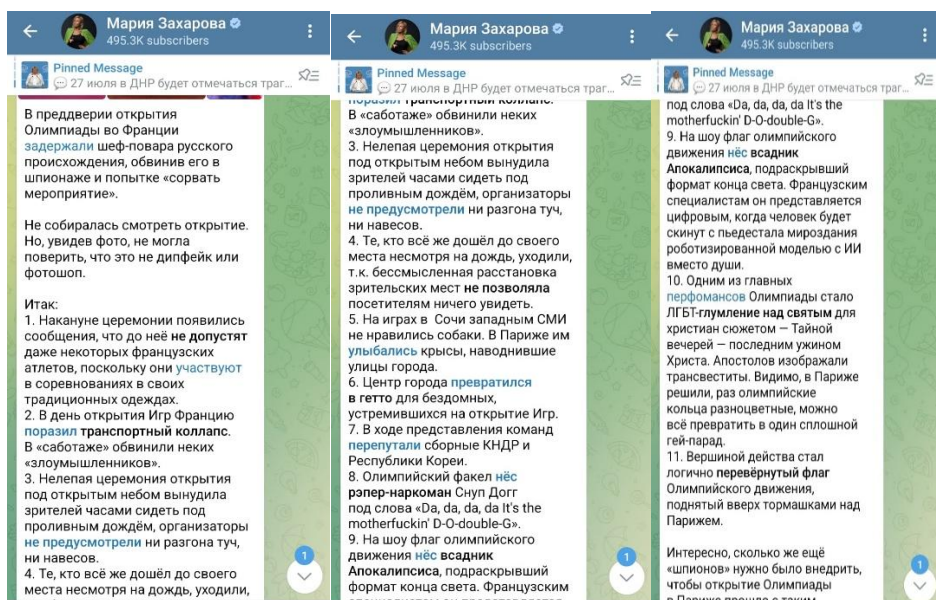 Мария Захарова
495.3K subscribers
Pinned Message
27 июля в ДНР будет отмечаться траг...
В преддверии открытия
Олимпиады во Франции
задержали шеф-повара русского
происхождения, обвинив его в
шпионаже и попытке «сорвать
мероприятие».
Не собиралась смотреть открытие.
Но, увидев фото, не могла
поверить, что это не дипфейк или
фотошоп.
Итак:
1. Накануне церемонии появились
сообщения, что до неё не допустят
даже некоторых французских
атлетов, поскольку они участвуют
в соревнованиях в своих
традиционных одеждах.
2. В день открытия Игр Францию
поразил транспортный коллапс.
В «саботаже» обвинили неких
«злоумышленников».
3. Нелепая церемония открытия
под открытым небом вынудила
зрителей часами сидеть под
проливным дождём, организаторы
не предусмотрели ни разгона туч,
ни навесов.
4. Те, кто всё же дошёл до своего
места несмотря на дождь, уходили,
1
Мария Захарова
495.3K subscribers
Pinned Message
27 июля в ДНР будет отмечаться траг...
поразил транспортный коллапс.
В «саботаже» обвинили неких
«злоумышленников».
3. Нелепая церемония открытия
под открытым небом вынудила
зрителей часами сидеть под
проливным дождём, организаторы
не предусмотрели ни разгона туч,
ни навесов.
4. Те, кто всё же дошёл до своего
места несмотря на дождь, уходили,
т.к. бессмысленная расстановка
зрительских мест не позволяла
посетителям ничего увидеть.
5. На играх в Сочи западным СМИ
не нравились собаки. В Париже им
улыбались крысы, наводнившие
улицы города.
6. Центр города превратился
в гетто для бездомных,
устремившихся на открытие Игр.
7. В ходе представления команд
перепутали сборные КНДР и
Республики Кореи.
8. Олимпийский факел нёс
рэпер-наркоман Снуп Догг
под слова «Da, da, da, da It's the
motherfuckin' D-O-double-G».
9. На шоу флаг олимпийского
движения нёс всадник
Апокалипсиса, подраскрывший
формат конца света. Французским
1
Мария Захарова
495.3K subscribers
Pinned Message
27 июля в ДНР будет отмечаться траг...
под слова «Da, da, da, da It's the
motherfuckin' D-O-double-G».
9. На шоу флаг олимпийского
движения нёс всадник
Апокалипсиса, подраскрывший
формат конца света. Французским
специалистам он представляется
цифровым, когда человек будет
скинут с пьедестала мироздания
роботизированной моделью с ИИ
вместо души.
10. Одним из главных
перфомансов Олимпиады стало
ЛГБТ-глумление над святым для
христиан сюжетом — Тайной
вечерей — последним ужином
Христа. Апостолов изображали
трансвеститы. Видимо, в Париже
решили, раз олимпийские
кольца разноцветные, можно
всё превратить в один сплошной
гей-парад.
11. Вершиной действа стал
логично перевёрнутый флаг
Олимпийского движения,
поднятый вверх тормашками над
Парижем.
Интересно, сколько же ещё
«шпионов» нужно было внедрить,
чтобы открытие Олимпиады
в Париже прошло с таким
1